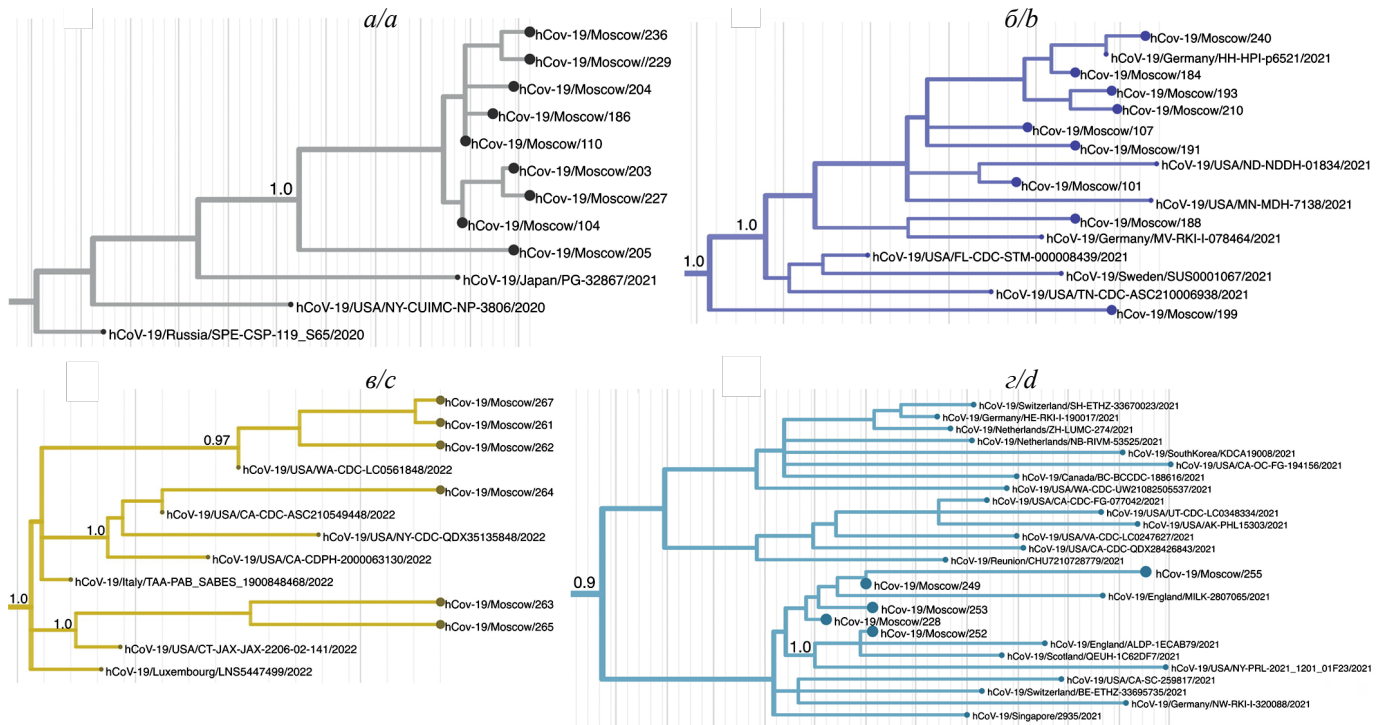 а/a
hCov-19/Moscow/236
hCov-19/Moscow//229
hCov-19/Moscow/204
hCov-19/Moscow/186
hCov-19/Moscow/110
hCov-19/Moscow/203
hCov-19/Moscow/227
hCov-19/Moscow/104
hCov-19/Moscow/205
hCoV-19/Japan/PG-32867/2021
hCoV-19/USA/NY-CUIMC-NP-3806/2020
hCoV-19/Russia/SPE-CSP-119_S65/2020
1.0
б/b
hCov-19/Moscow/240
hCoV-19/Germany/HH-HPI-p6521/2021
hCov-19/Moscow/184
hCov-19/Moscow/193
hCov-19/Moscow/210
hCov-19/Moscow/107
hCov-19/Moscow/191
hCoV-19/USA/ND-NDDH-01834/2021
hCov-19/Moscow/101
hCoV-19/USA/MN-MDH-7138/2021
hCov-19/Moscow/188
hCoV-19/Germany/MV-RKI-I-078464/2021
hCoV-19/USA/FL-CDC-STM-000008439/2021
hCoV-19/Sweden/SUS0001067/2021
hCoV-19/USA/TN-CDC-ASC210006938/2021
hCov-19/Moscow/199
1.0
1.0
в/c
hCov-19/Moscow/267
hCov-19/Moscow/261
hCov-19/Moscow/262
hCoV-19/USA/WA-CDC-LC0561848/2022
hCov-19/Moscow/264
hCoV-19/USA/CA-CDC-ASC210549448/2022
hCoV-19/USA/NY-CDC-QDX35135848/2022
hCoV-19/USA/CA-CDPH-2000063130/2022
hCoV-19/Italy/TAA-PAB_SABES_1900848468/2022
hCov-19/Moscow/263
hCov-19/Moscow/265
hCoV-19/USA/CT-JAX-JAX-2206-02-141/2022
hCoV-19/Luxembourg/LNS5447499/2022
0.97
1.0
1.0
1.0
г/d
hCoV-19/Switzerland/SH-ETHZ-33670023/2021
hCoV-19/Germany/HE-RKI-I-190017/2021
hCoV-19/Netherlands/ZH-LUMC-274/2021
hCoV-19/Netherlands/NB-RIVM-53525/2021
hCoV-19/SouthKorea/KDCA19008/2021
hCoV-19/USA/CA-OC-FG-194156/2021
hCoV-19/Canada/BC-BCCDC-188616/2021
hCoV-19/USA/WA-CDC-UW21082505537/2021
hCoV-19/USA/CA-CDC-FG-077042/2021
hCoV-19/USA/UT-CDC-LC0348334/2021
hCoV-19/USA/AK-PHL15303/2021
hCoV-19/USA/VA-CDC-LC0247627/2021
hCoV-19/USA/CA-CDC-QDX28426843/2021
hCoV-19/Reunion/CHU7210728779/2021
hCov-19/Moscow/255
hCov-19/Moscow/249
hCoV-19/England/MILK-2807065/2021
hCov-19/Moscow/253
hCov-19/Moscow/228
hCov-19/Moscow/252
hCoV-19/England/ALDP-1ECAB79/2021
hCoV-19/Scotland/QEUH-1C62DF7/2021
hCoV-19/USA/NY-PRL-2021_1201_01F23/2021
hCoV-19/USA/CA-SC-259817/2021
hCoV-19/Switzerland/BE-ETHZ-33695735/2021
hCoV-19/Germany/NW-RKI-I-320088/2021
hCoV-19/Singapore/2935/2021
0.9
1.0